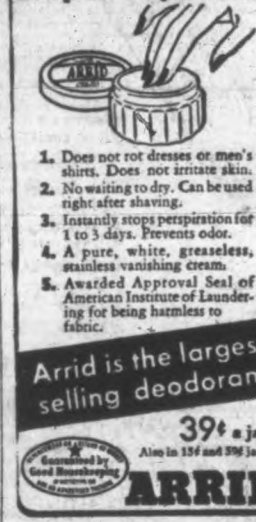 ARRID
1. Does not rot dresses or men's
shirts. Does not irritate skin.
2. No waiting to dry. Can be used
right after shaving.
3. Instantly stops perspiration for
1 to 3 days. Prevents odor.
4. A pure, white, greaseless,
stainless vanishing cream.
5. Awarded Approval Seal of
American Institute of Launder-
ing for being harmless to
fabric.
Arrid is the larges
selling deodoran
39¢ a ja
Also in 15¢ and 59¢ ja
Guaranteed by
Good Housekeeping
ARRI